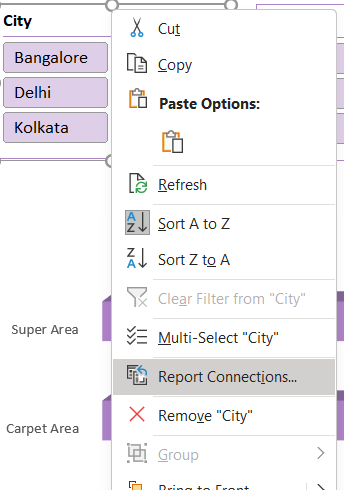 City
Bangalore
Delhi
Kolkata
Cut
Copy
Paste Options:
Refresh
Sort A to Z
Sort Z to A
Clear Filter from "City"
Multi-Select "City"
Report Connections...
Remove "City"
Group
Bring to Front
Super Area
Carpet Area